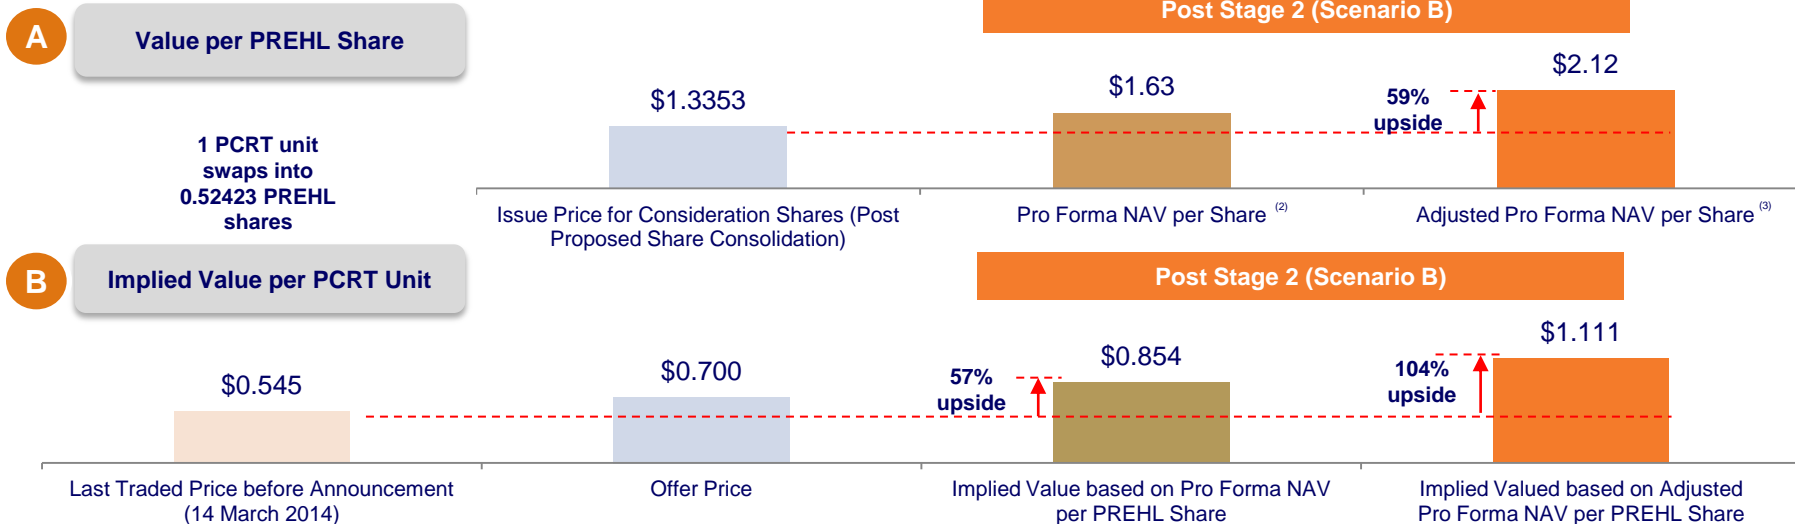 Post Stage 2 (Scenario B)
A
Value per PREHL Share
$1.3353
$1.63
59%
upside
$2.12
1 PCRT unit
swaps into
0.52423 PREHL
shares
Issue Price for Consideration Shares (Post
Proposed Share Consolidation)
Pro Forma NAV per Share (2)
Adjusted Pro Forma NAV per Share (3)
B
Implied Value per PCRT Unit
Post Stage 2 (Scenario B)
$0.545
$0.700
57%
upside
$0.854
104%
upside
$1.111
Last Traded Price before Announcement
(14 March 2014)
Offer Price
Implied Value based on Pro Forma NAV
per PREHL Share
Implied Valued based on Adjusted
Pro Forma NAV per PREHL Share